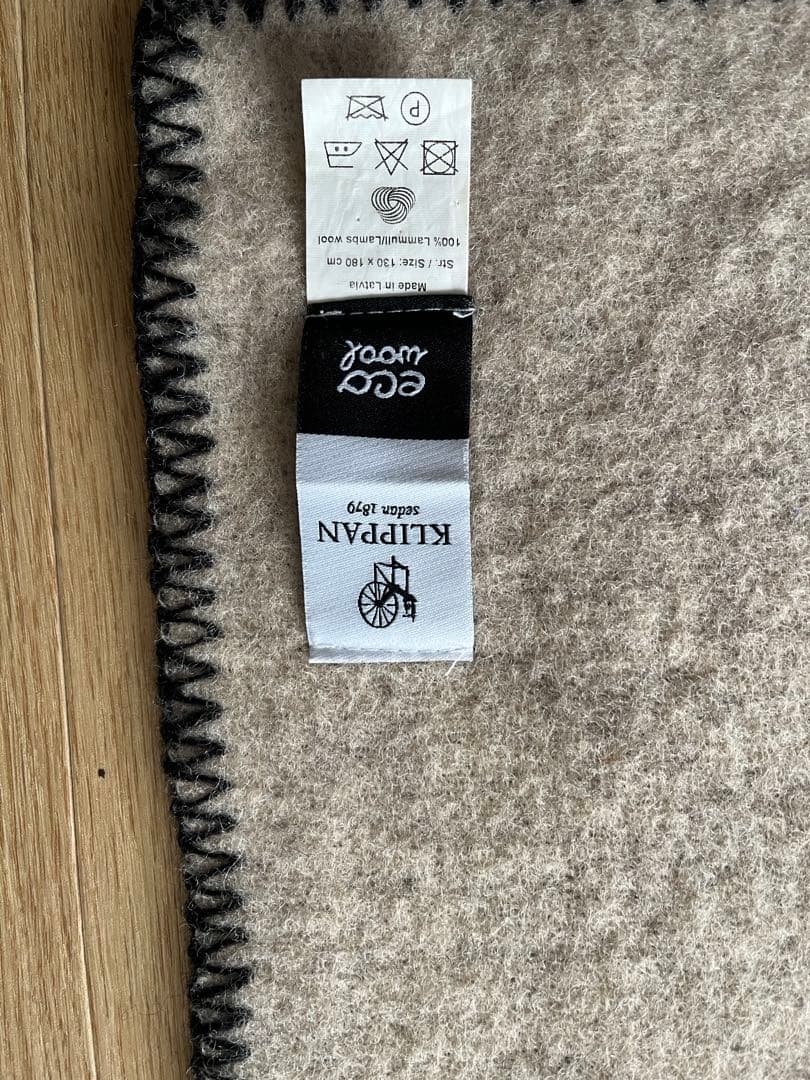 KLIPPAN
sedan 1879
eco
wool
Made in Latvia
Str. / Size: 130 x 180 cm
100% Lammull/Lambs wool
P